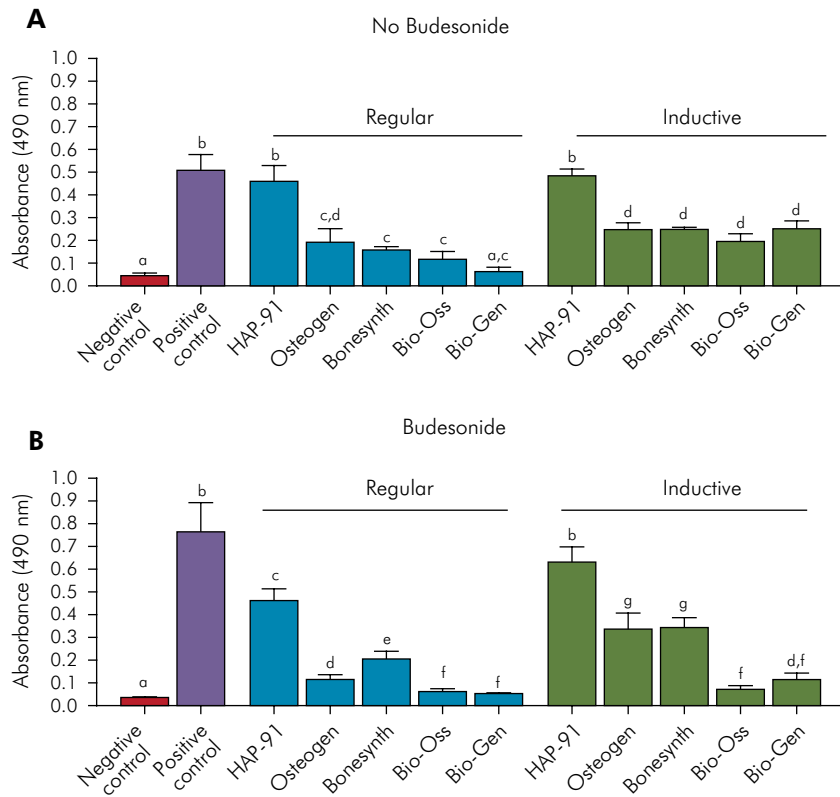 A
No Budesonide
Absorbance (490 nm)
1.0
0.9
0.8
0.7
0.6
0.5
0.4
0.3
0.2
0.1
0.0
Regular
Inductive
a
b
b
c,d
c
c
a,c
b
d
d
d
d
Negative control
Positive control
HAP-91
Osteogen
Bonesynth
Bio-Oss
Bio-Gen
HAP-91
Osteogen
Bonesynth
Bio-Oss
Bio-Gen
B
Budesonide
Absorbance (490 nm)
1.0
0.9
0.8
0.7
0.6
0.5
0.4
0.3
0.2
0.1
0.0
Regular
Inductive
a
b
c
d
e
f
f
b
g
g
f
d,f
Negative control
Positive control
HAP-91
Osteogen
Bonesynth
Bio-Oss
Bio-Gen
HAP-91
Osteogen
Bonesynth
Bio-Oss
Bio-Gen